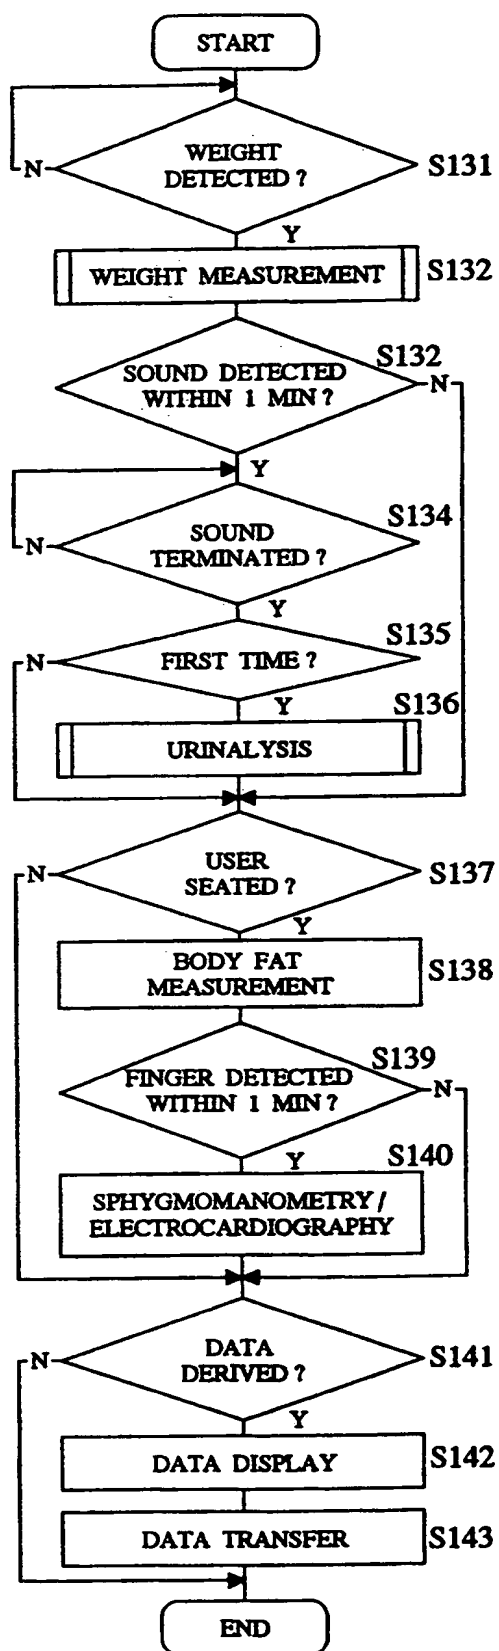 START
WEIGHT
DETECTED ?
N
S131
Y
WEIGHT MEASUREMENT
S132
S132
SOUND DETECTED
WITHIN 1 MIN ?
N
Y
S134
SOUND
TERMINATED ?
N
Y
S135
FIRST TIME ?
N
Y
S136
URINALYSIS
USER
SEATED ?
N
S137
Y
BODY FAT
MEASUREMENT
S138
S139
FINGER DETECTED
WITHIN 1 MIN ?
N
Y
S140
SPHYGMOMANOMETRY /
ELECTROCARDIOGRAPHY
DATA
DERIVED ?
N
S141
Y
DATA DISPLAY
S142
DATA TRANSFER
S143
END